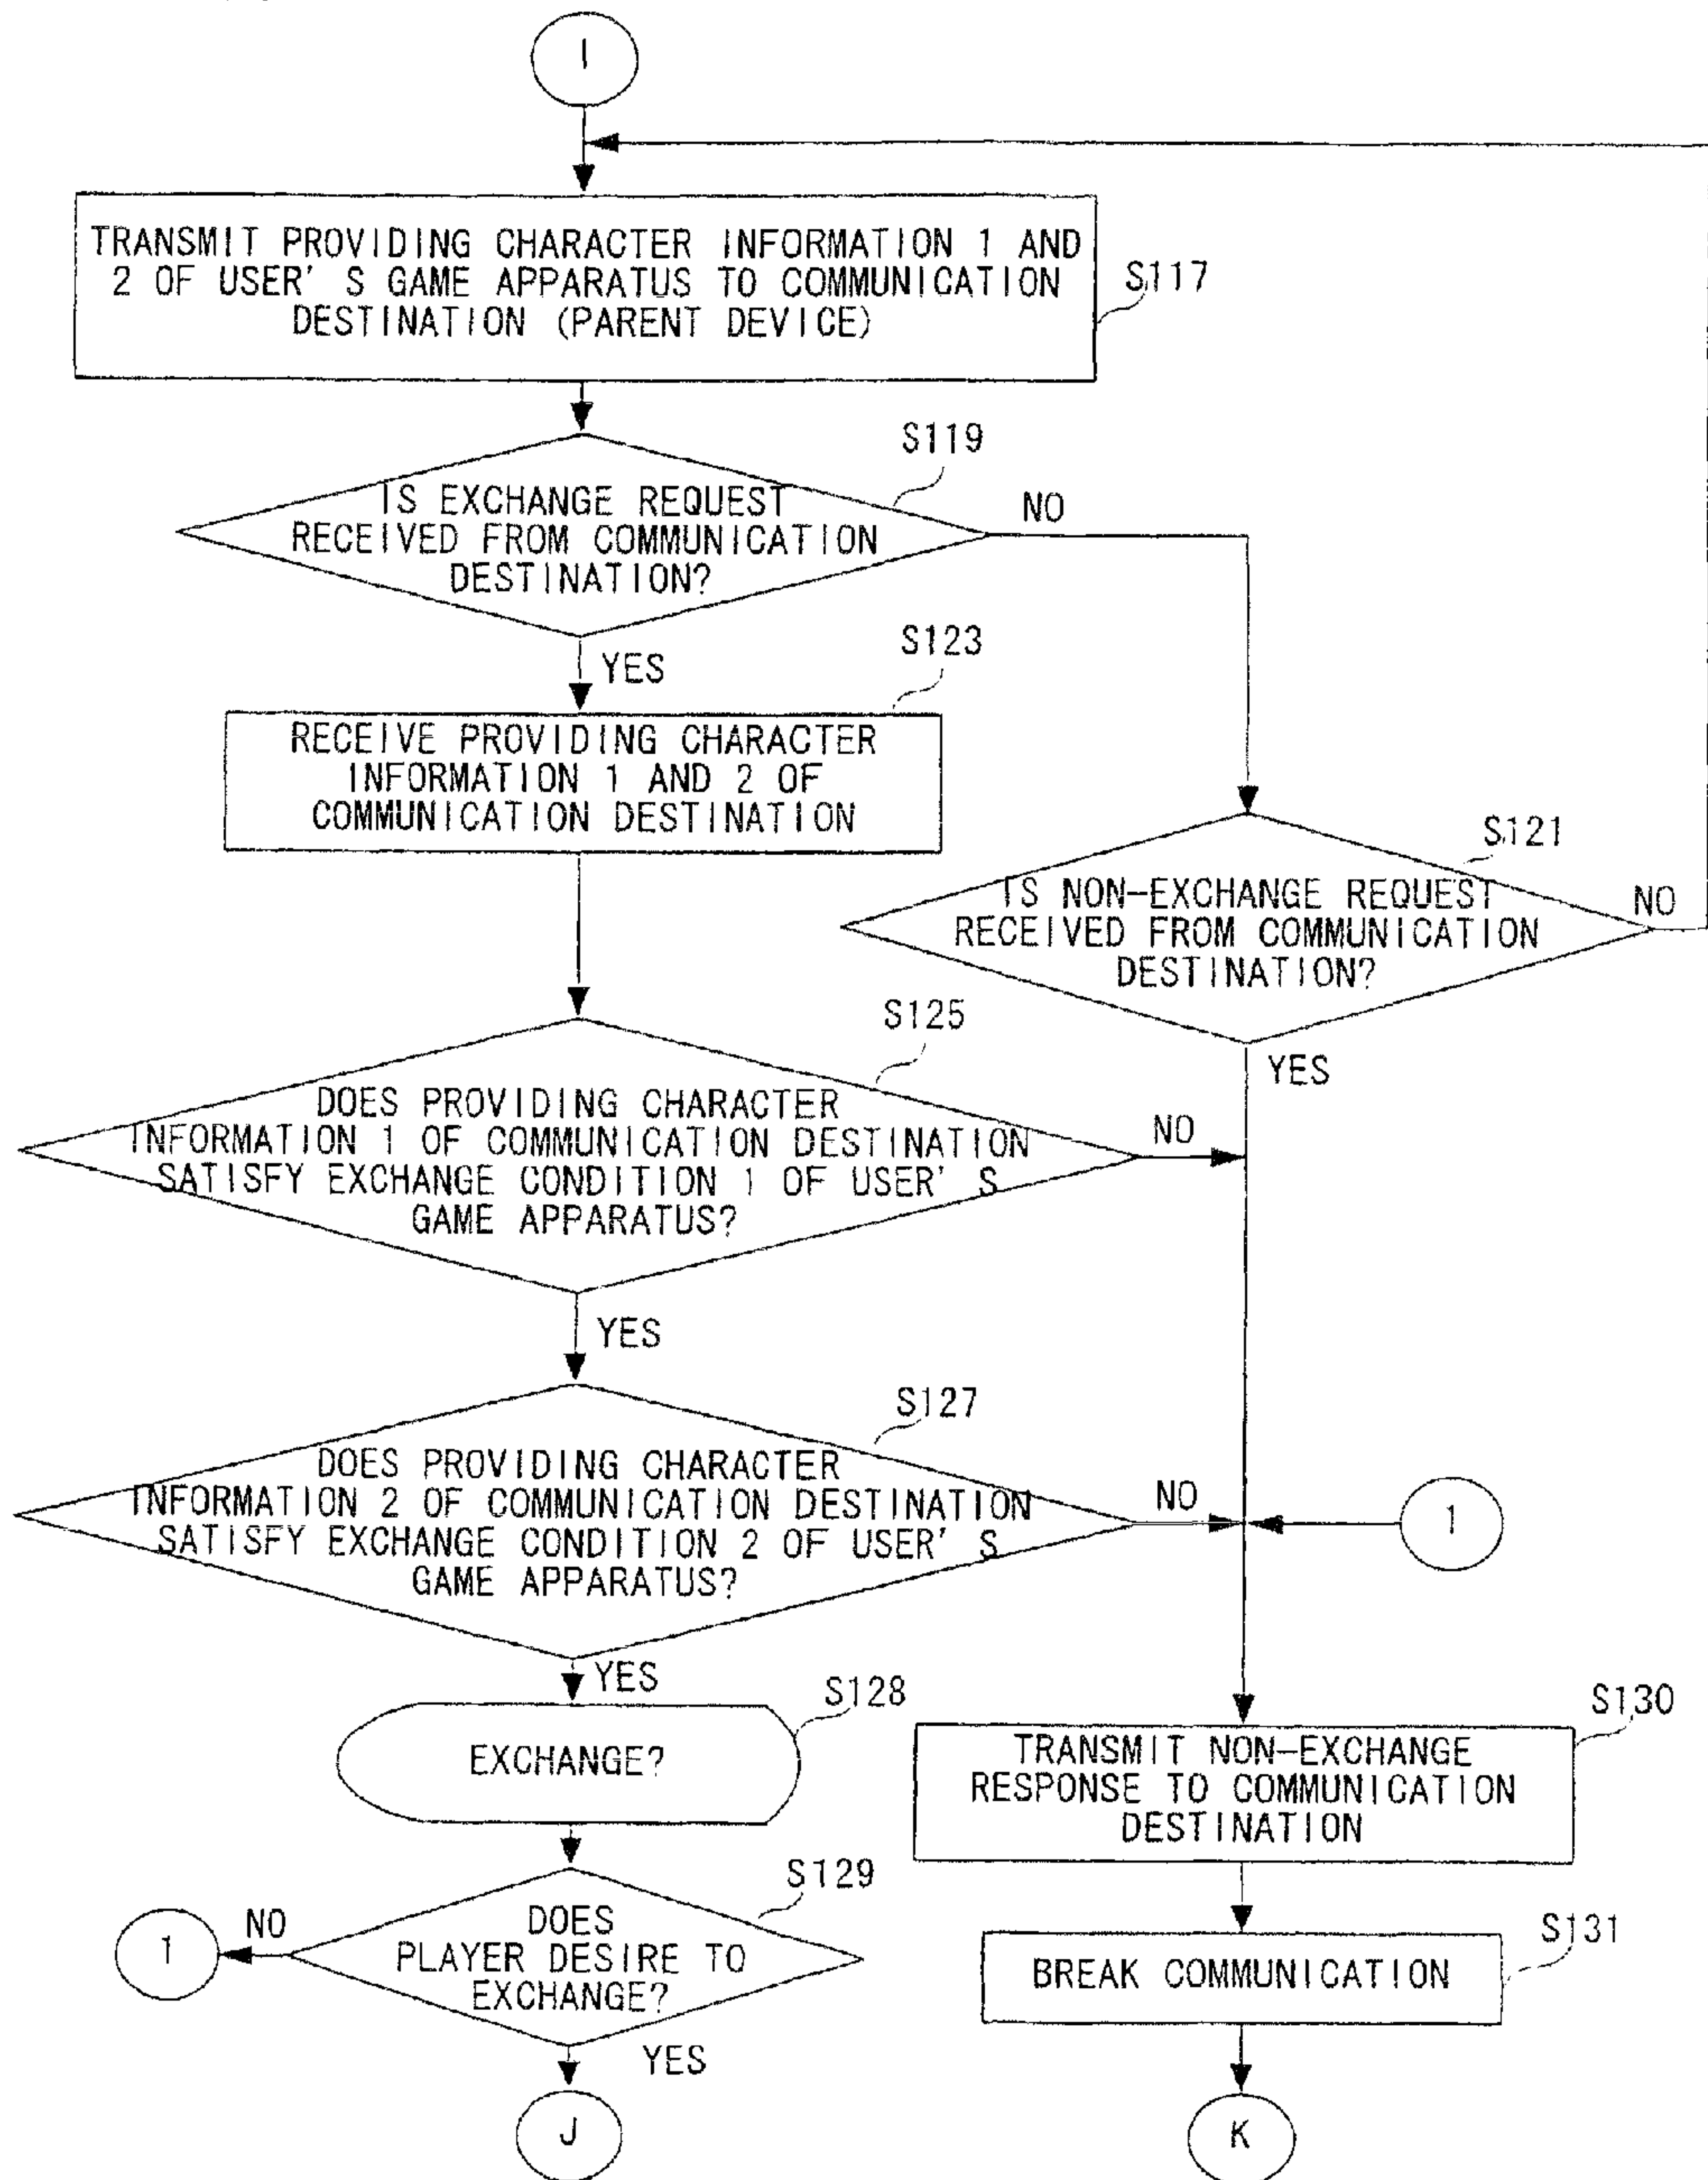 I
TRANSMIT PROVIDING CHARACTER INFORMATION 1 AND
2 OF USER' S GAME APPARATUS TO COMMUNICATION
DESTINATION (PARENT DEVICE)
S117
S119
IS EXCHANGE REQUEST
RECEIVED FROM COMMUNICATION
DESTINATION?
NO
YES
S123
RECEIVE PROVIDING CHARACTER
INFORMATION 1 AND 2 OF
COMMUNICATION DESTINATION
S121
IS NON-EXCHANGE REQUEST
RECEIVED FROM COMMUNICATION
DESTINATION?
NO
YES
S125
DOES PROVIDING CHARACTER
INFORMATION 1 OF COMMUNICATION DESTINATION
SATISFY EXCHANGE CONDITION 1 OF USER' S
GAME APPARATUS?
NO
YES
S127
DOES PROVIDING CHARACTER
INFORMATION 2 OF COMMUNICATION DESTINATION
SATISFY EXCHANGE CONDITION 2 OF USER' S
GAME APPARATUS?
NO
1
YES
S128
EXCHANGE?
S130
TRANSMIT NON-EXCHANGE
RESPONSE TO COMMUNICATION
DESTINATION
S129
DOES
PLAYER DESIRE TO
EXCHANGE?
NO
1
YES
J
S131
BREAK COMMUNICATION
K